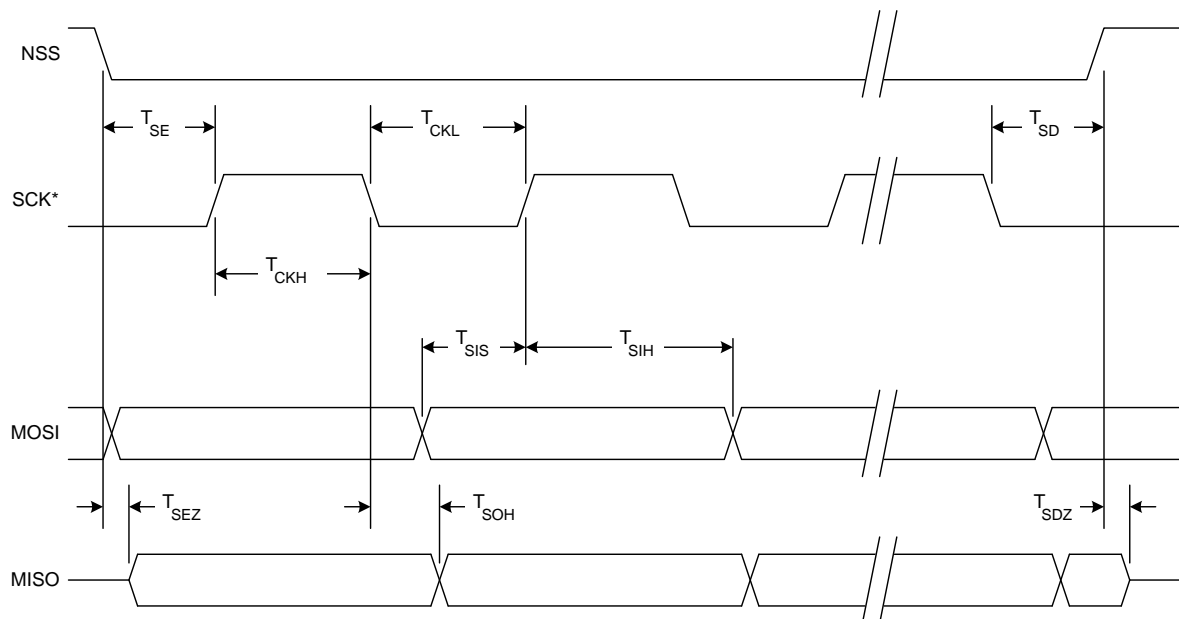 NSS
T_SE
T_CKL
T_SD
SCK*
T_CKH
T_SIS
T_SIH
MOSI
T_SEZ
T_SOH
T_SDZ
MISO